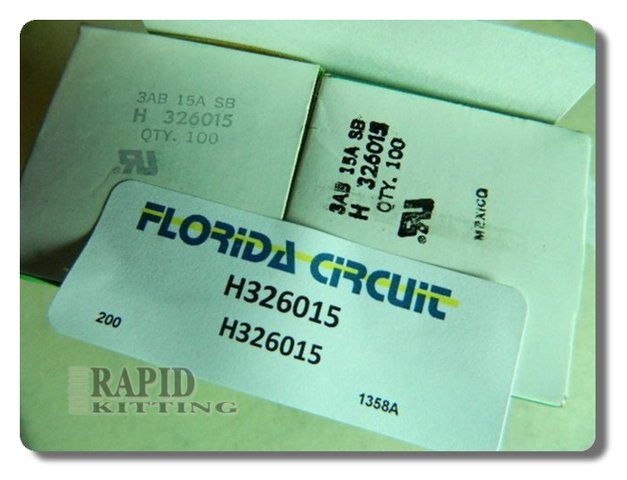 3AB 15A SB
H 326015
QTY. 100
3AB 15A SB
H 326015
QTY. 100
MEXICO
FLORIDA CIRCUIT
H326015
H326015
200
1358A
RAPID
KITTING